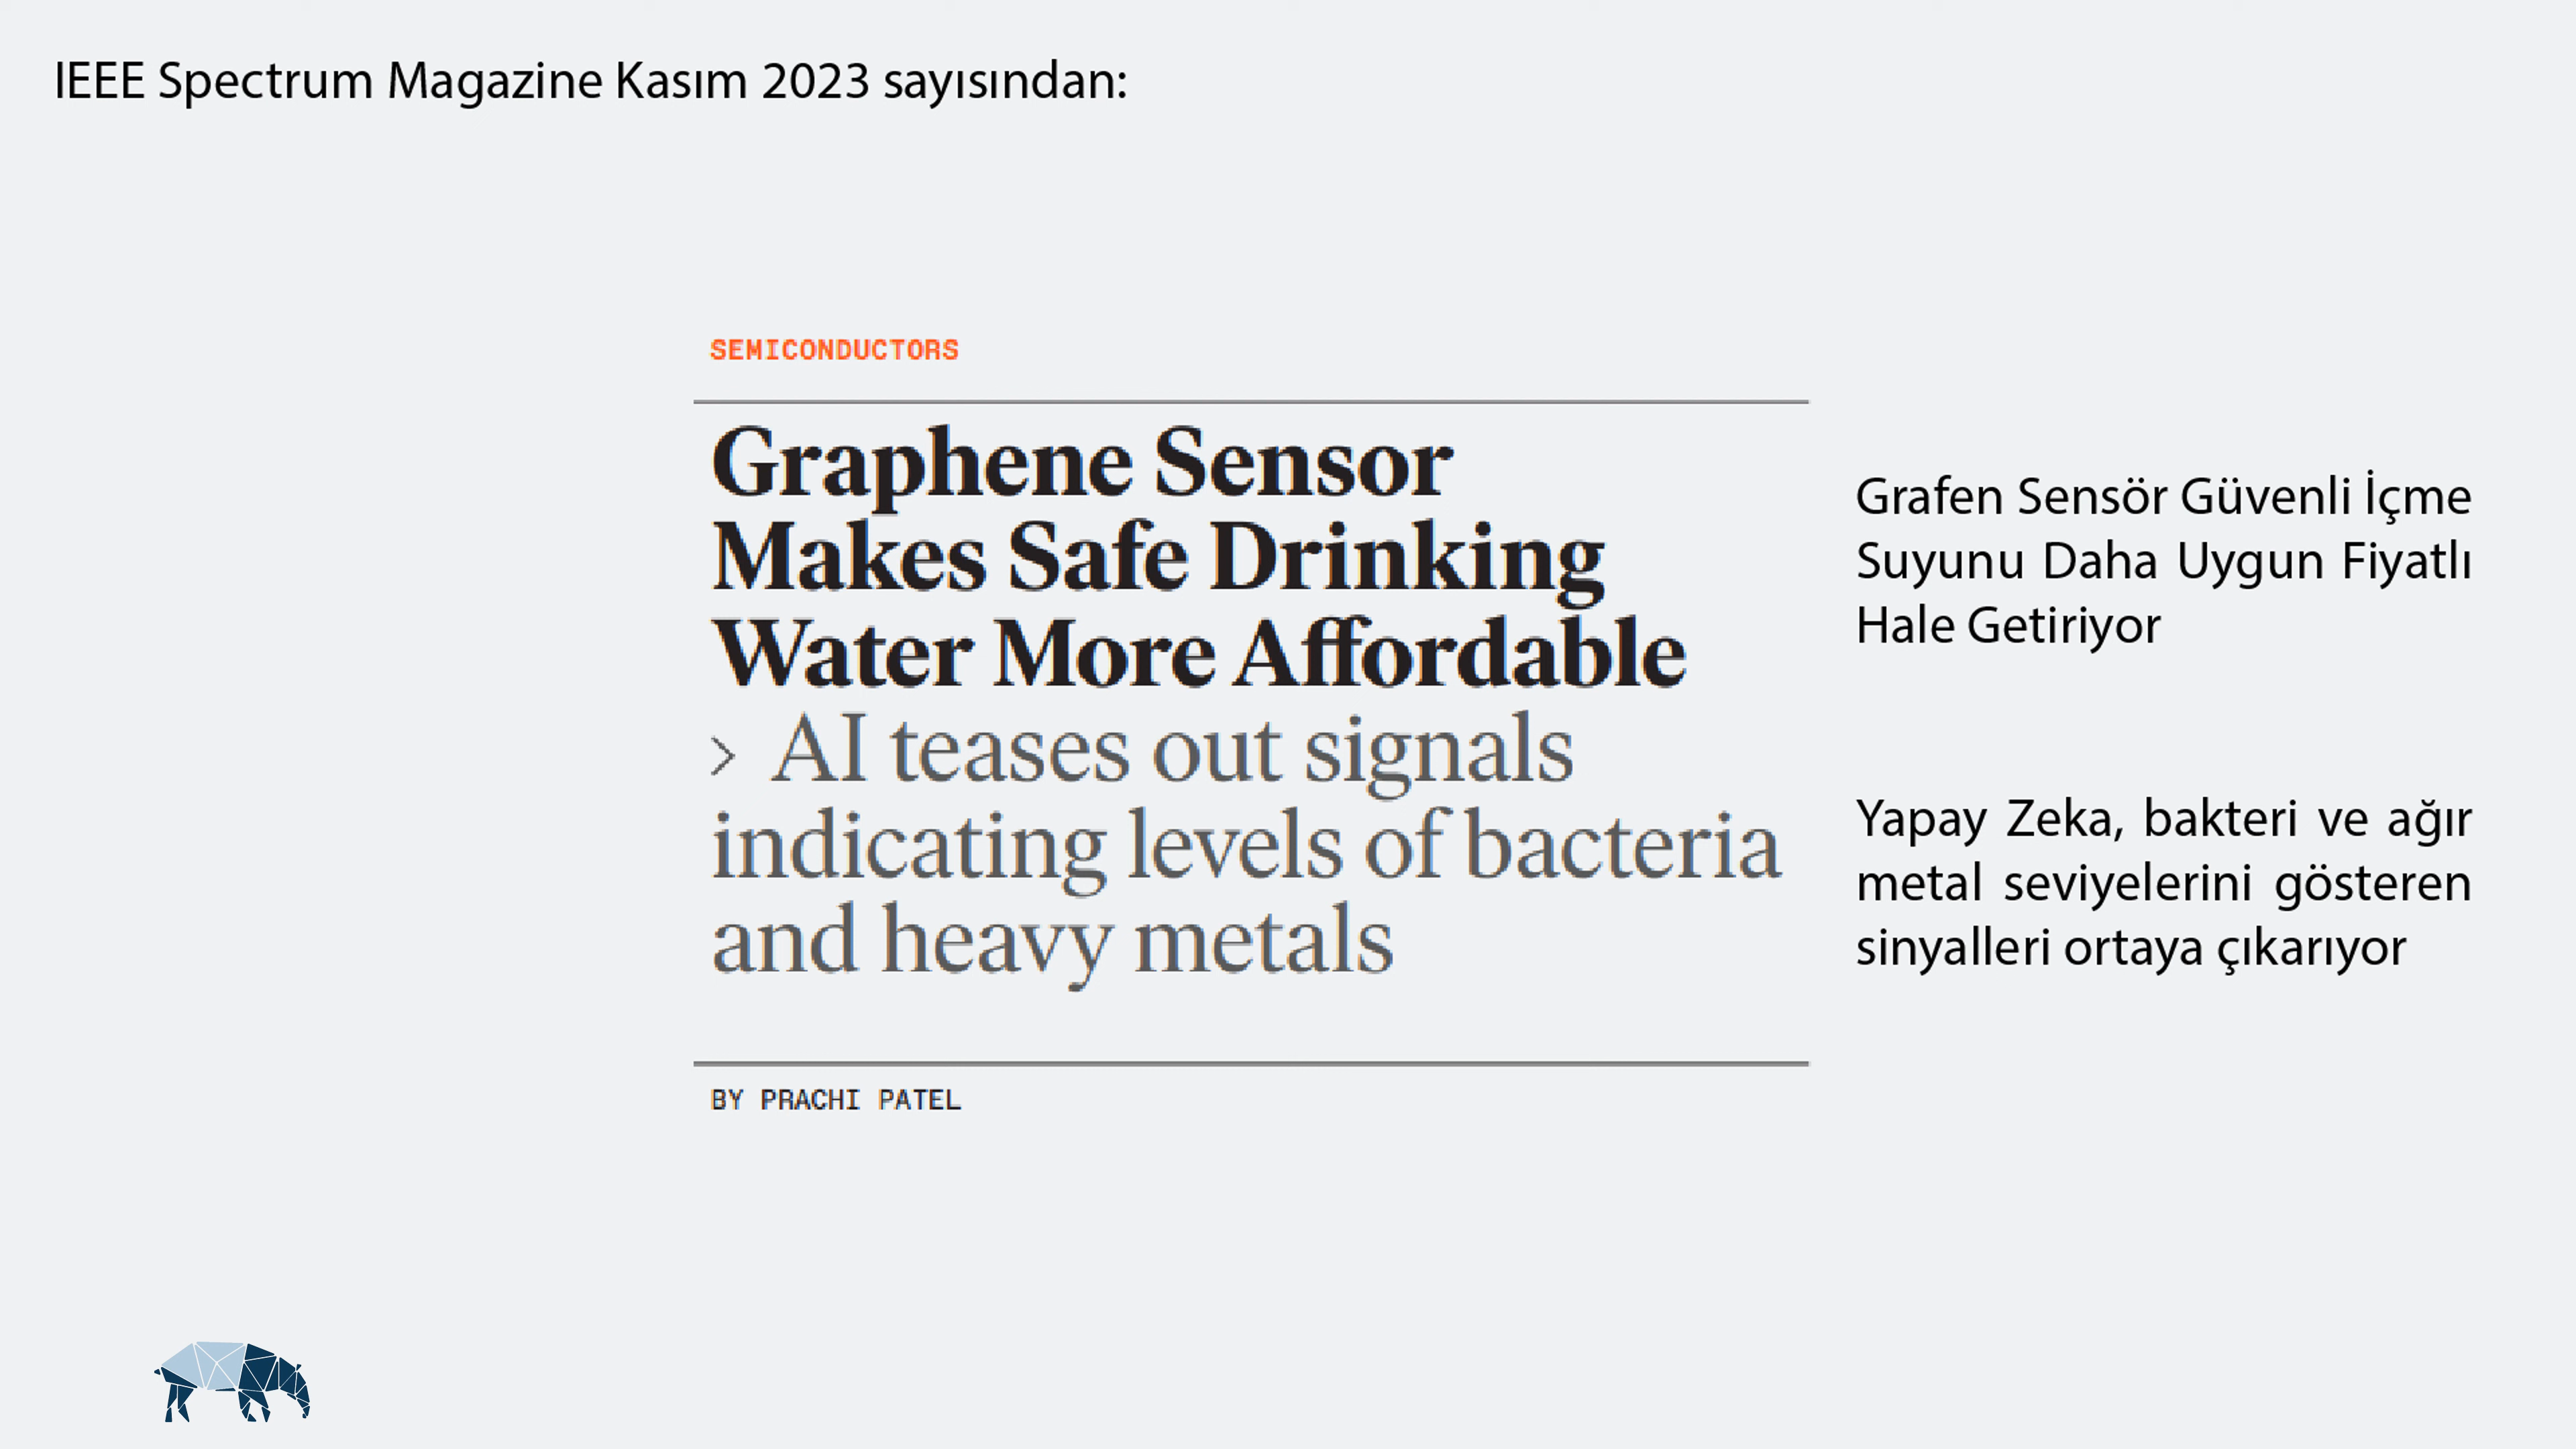 IEEE Spectrum Magazine Kasım 2023 sayısından:
SEMICONDUCTORS
Graphene Sensor
Makes Safe Drinking
Water More Affordable
> AI teases out signals
indicating levels of bacteria
and heavy metals
BY PRACHI PATEL
Grafen Sensör Güvenli İçme
Suyunu Daha Uygun Fiyatlı
Hale Getiriyor
Yapay Zeka, bakteri ve ağır
metal seviyelerini gösteren
sinyalleri ortaya çıkarıyor